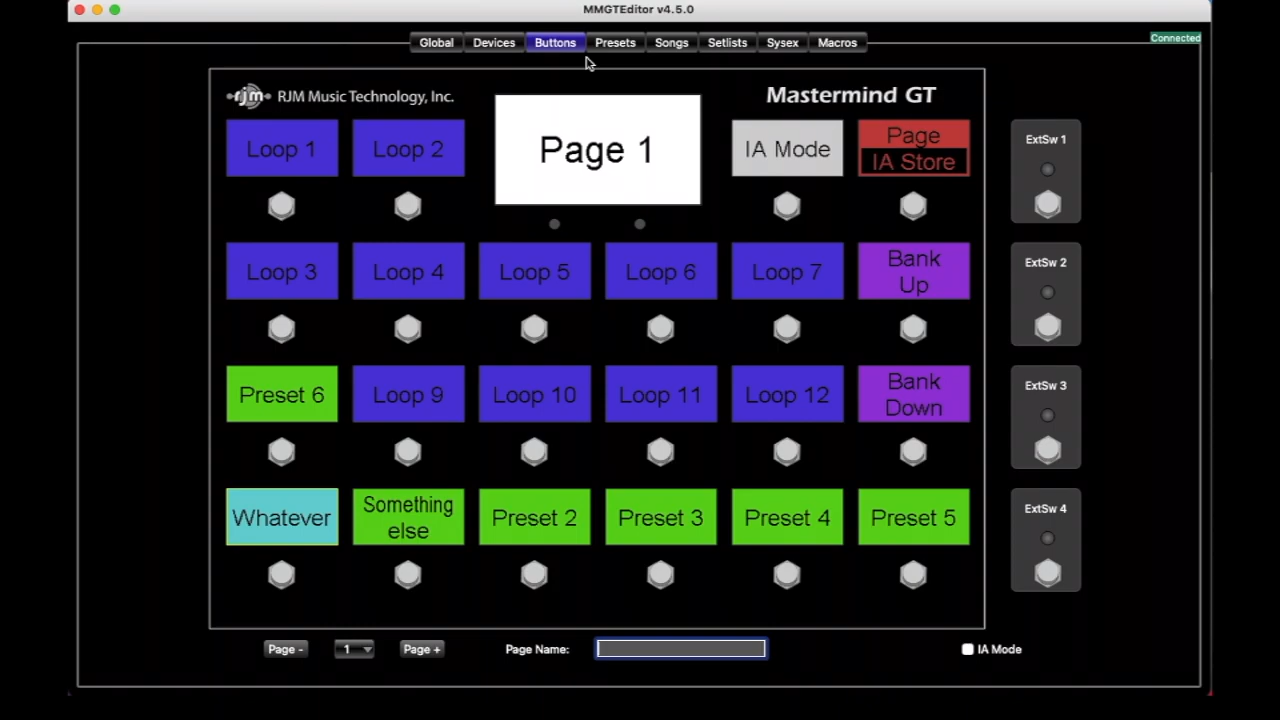 MMGTEditor v4.5.0
Global Devices Buttons Presets Songs Setlists Sysex Macros
Connected
rjm RJM Music Technology, Inc.
Mastermind GT
Page 1
Loop 1
Loop 2
IA Mode
Page
IA Store
ExtSw 1
Loop 3
Loop 4
Loop 5
Loop 6
Loop 7
Bank
Up
ExtSw 2
Preset 6
Loop 9
Loop 10
Loop 11
Loop 12
Bank
Down
ExtSw 3
Whatever
Something
else
Preset 2
Preset 3
Preset 4
Preset 5
ExtSw 4
Page - 1 Page + Page Name: IA Mode